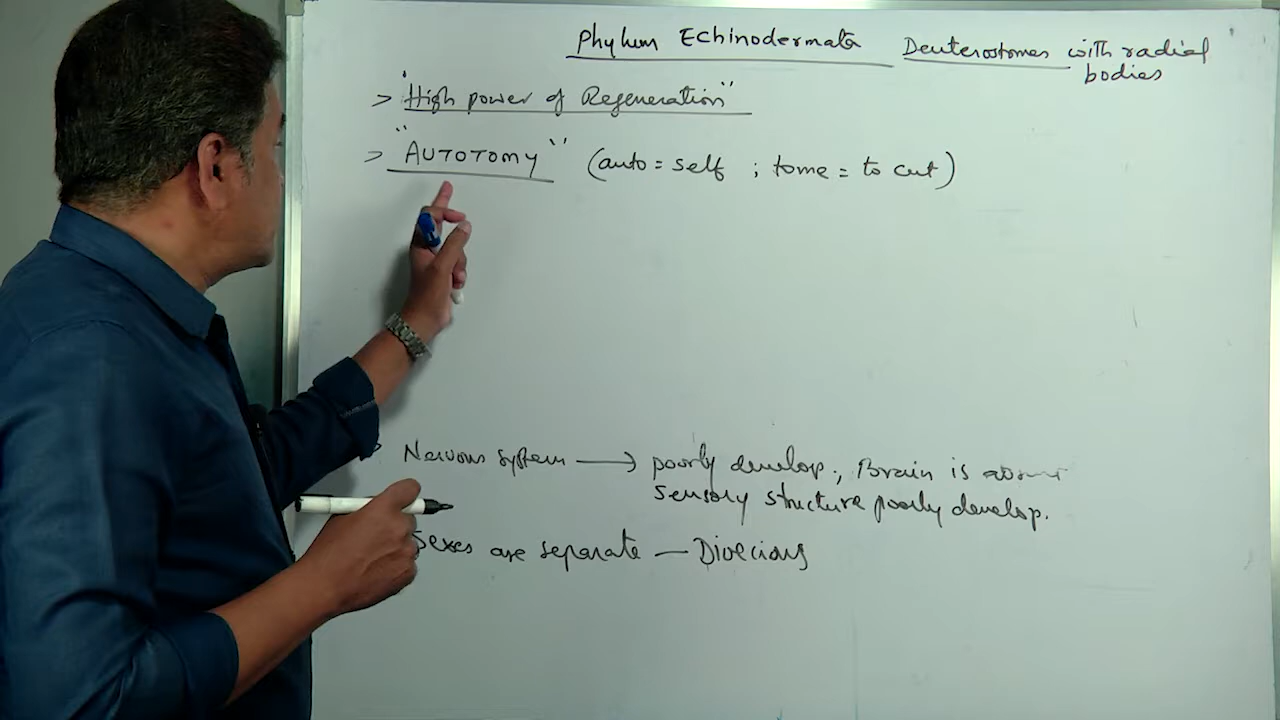 Phylum Echinodermata Deuterostomes with radial
bodies
> "High power of Regeneration"
> "AUTOTOMY" (auto = self ; tome = to cut)
Nervous System → poorly develop; Brain is absent
Sensory structure poorly develop.
Sexes are separate — Dioecious